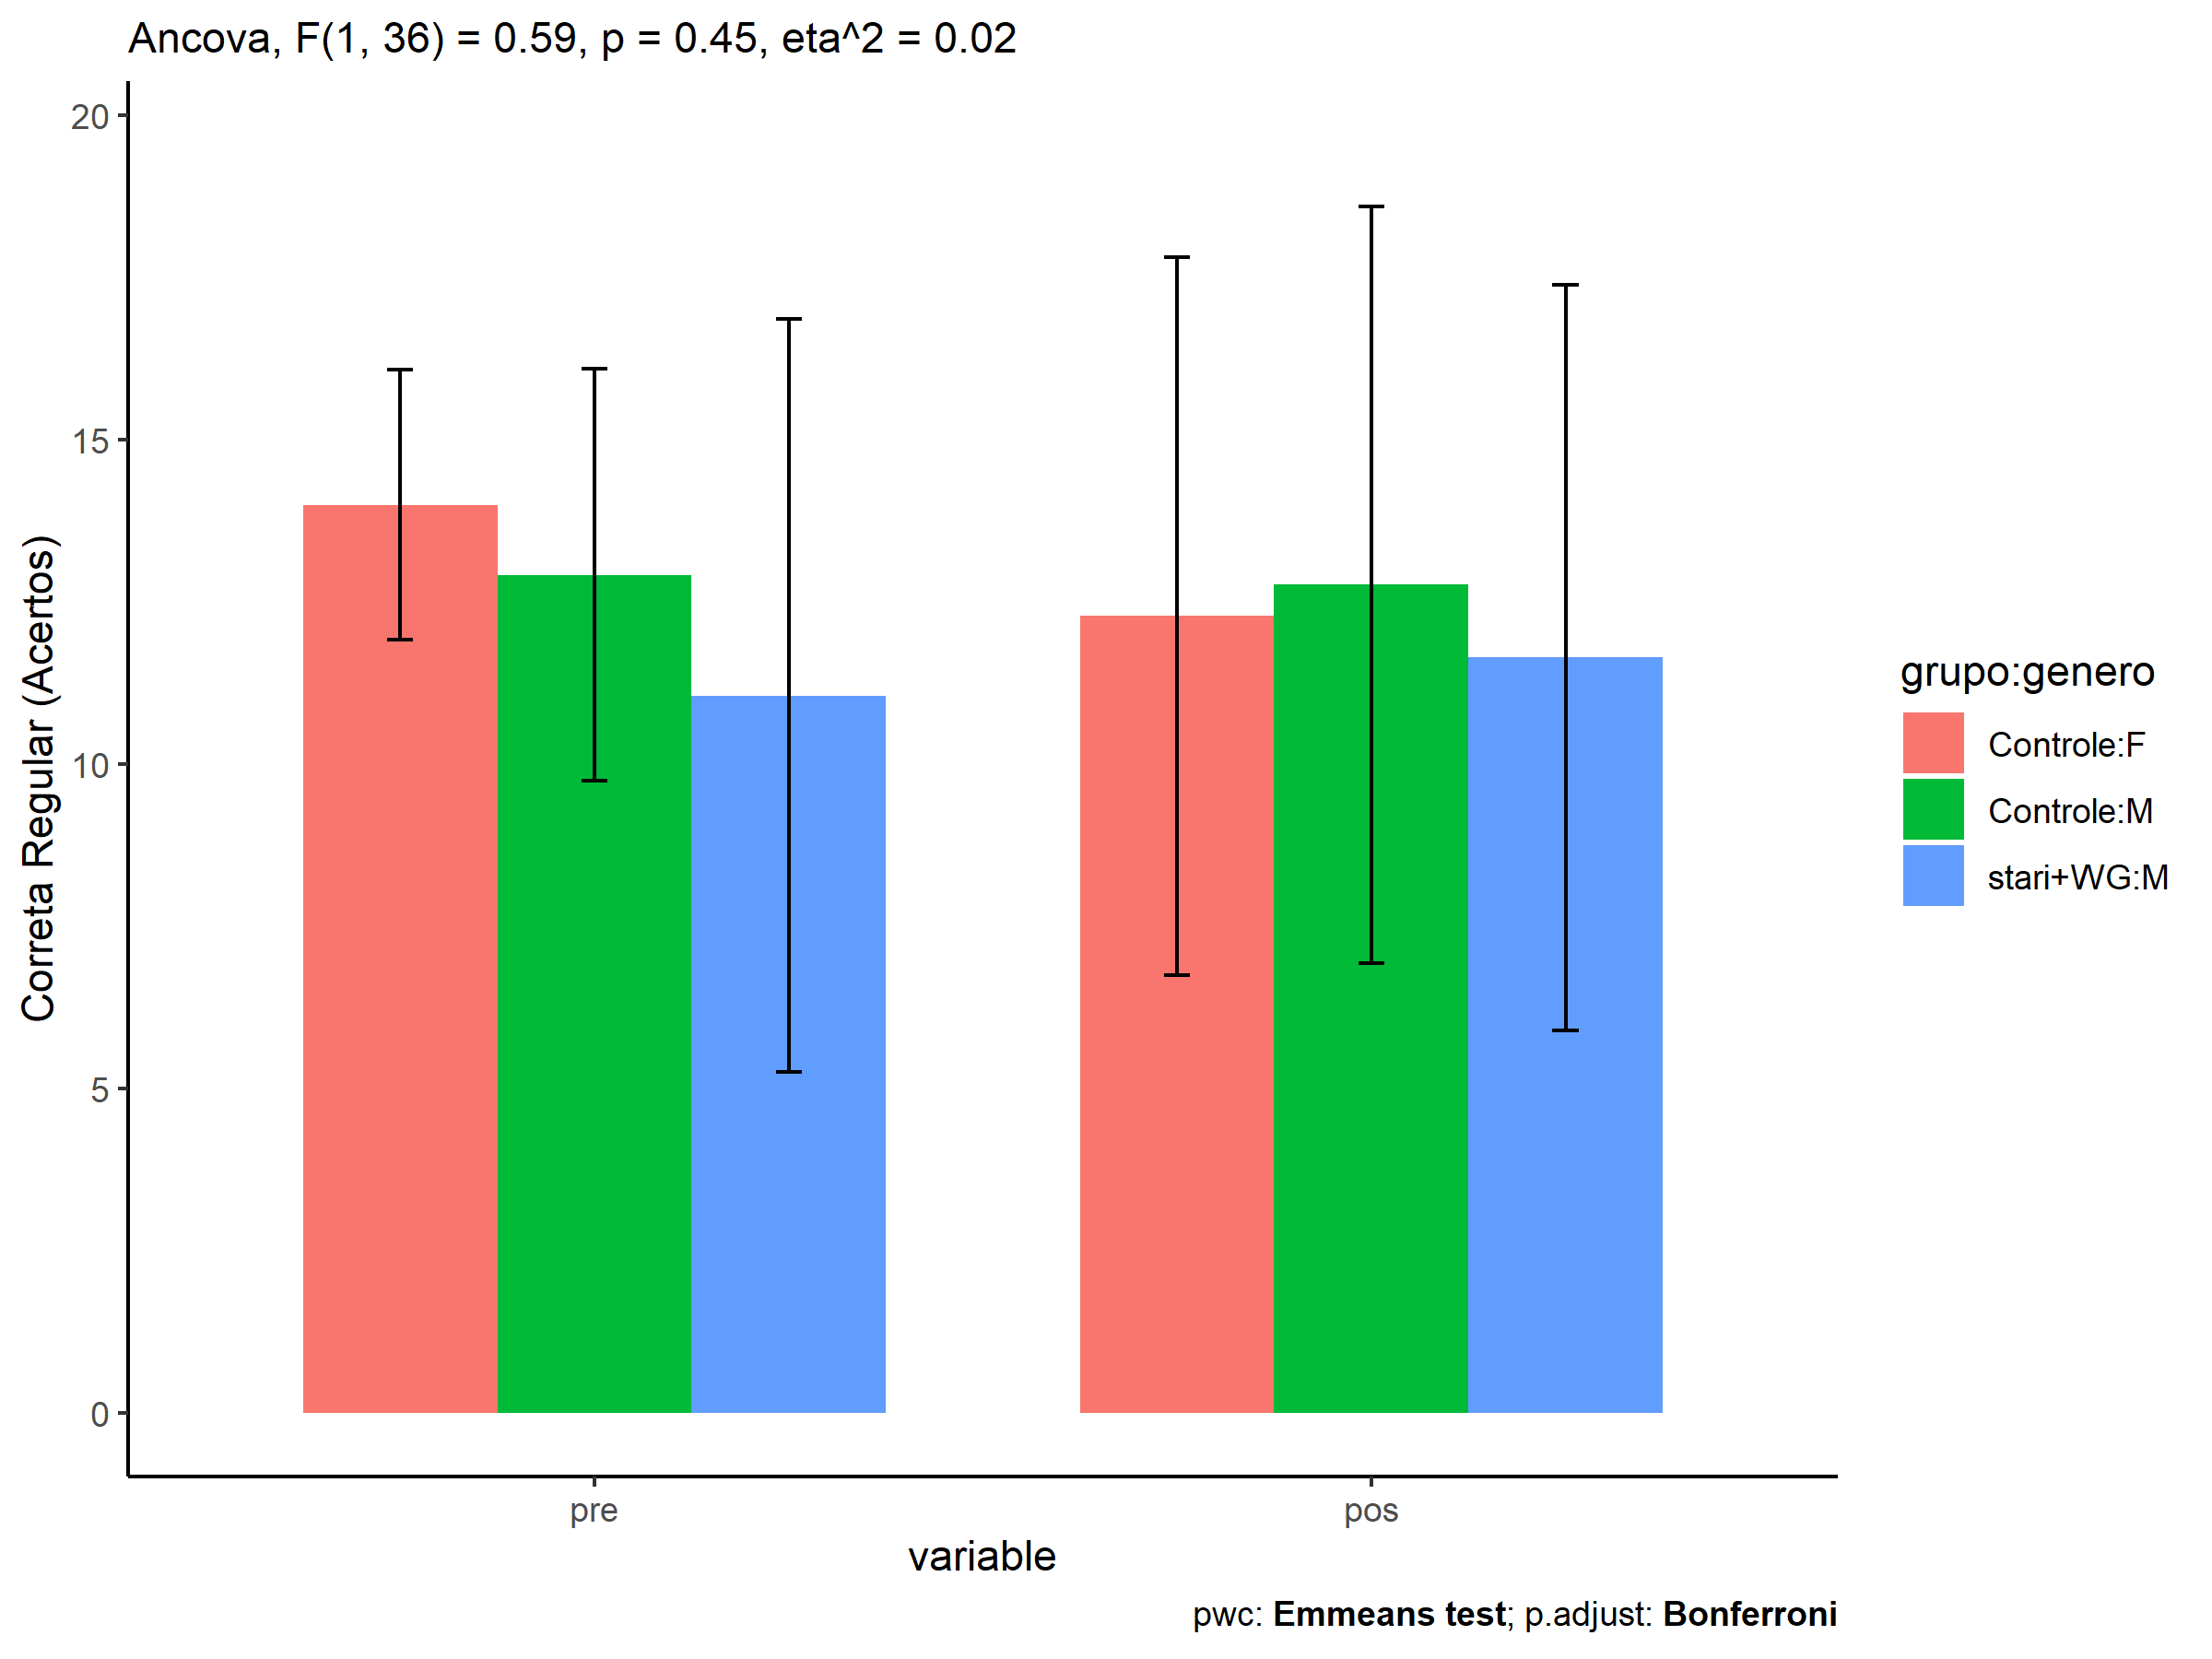 Ancova, F(1, 36) = 0.59, p = 0.45, eta^2 = 0.02
20
15
10
5
0
Correta Regular (Acertos)
pre
pos
variable
grupo:genero
Controle:F
Controle:M
stari+WG:M
pwc: Emmeans test; p.adjust: Bonferroni